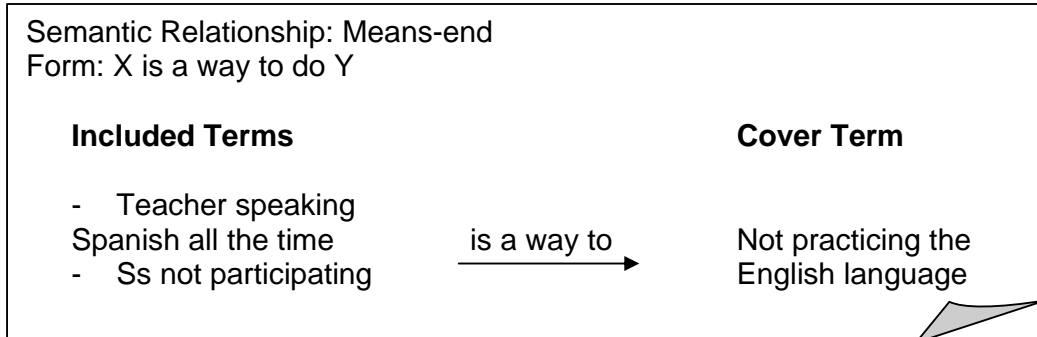 Semantic Relationship: Means-end
Form: X is a way to do Y
Included Terms
Cover Term
- Teacher speaking
Spanish all the time
- Ss not participating
is a way to
Not practicing the
English language